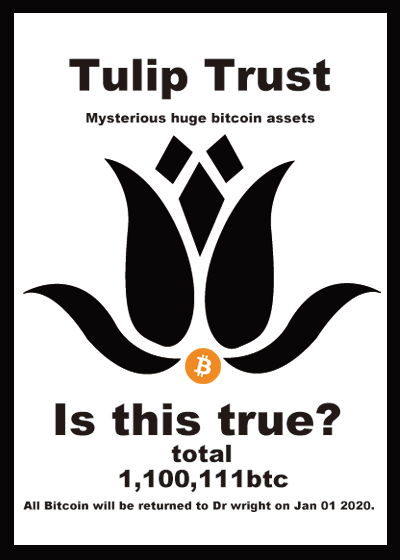 Tulip Trust
Mysterious huge bitcoin assets
₿
Is this true?
total
1,100,111btc
All Bitcoin will be returned to Dr wright on Jan 01 2020.